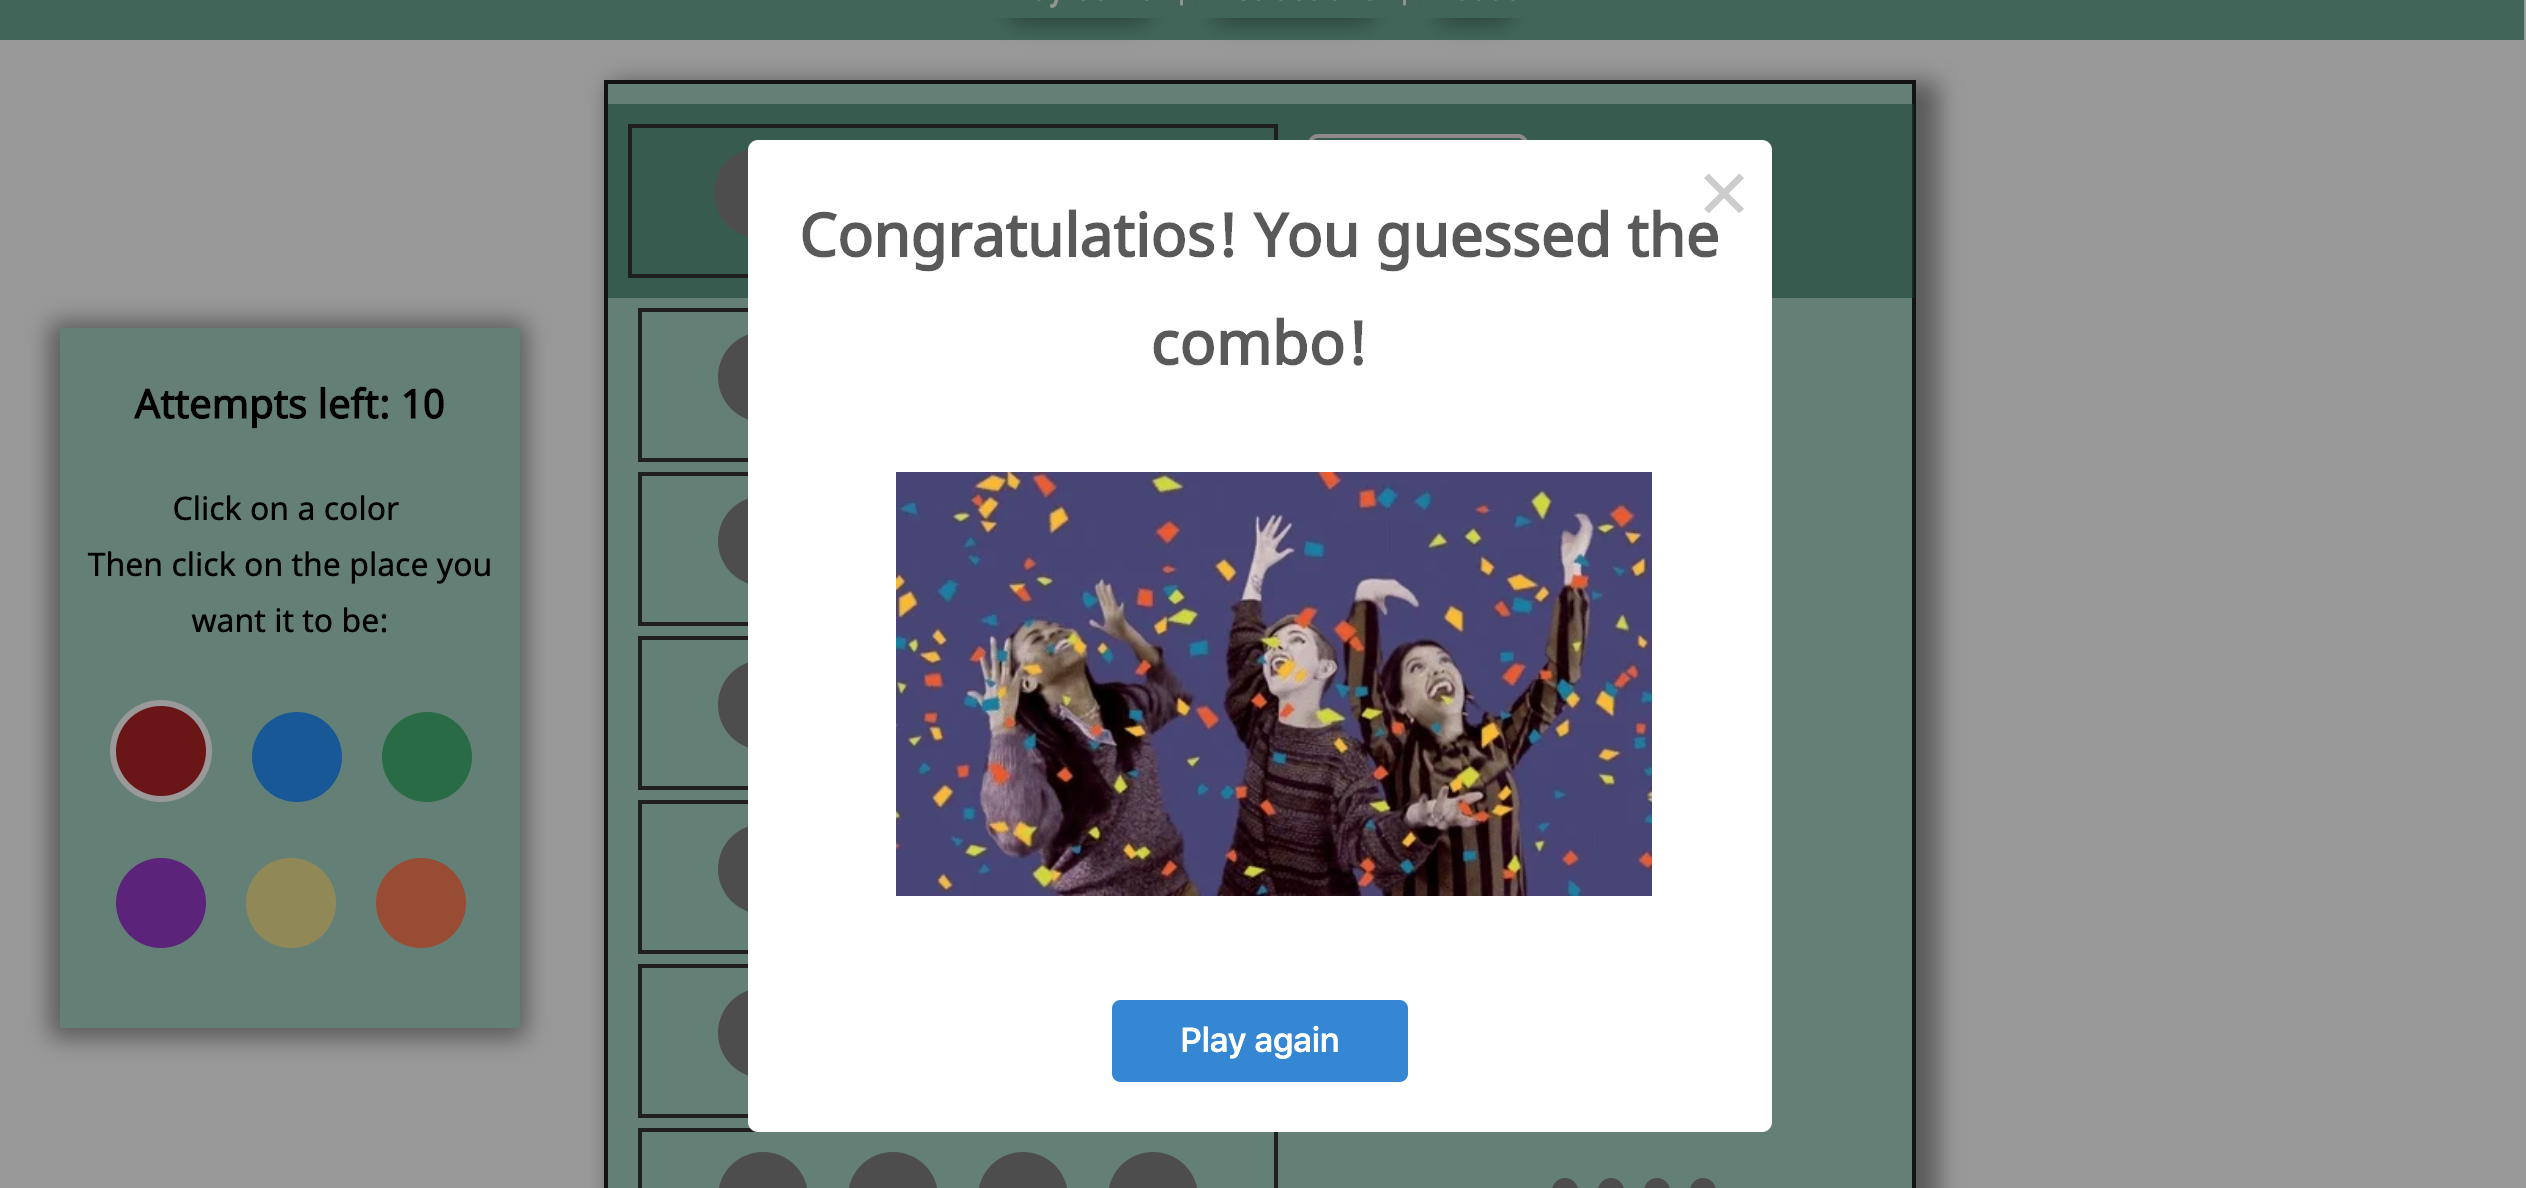 Attempts left: 10
Click on a color
Then click on the place you
want it to be:
Congratulatios! You guessed the
combo!
Play again